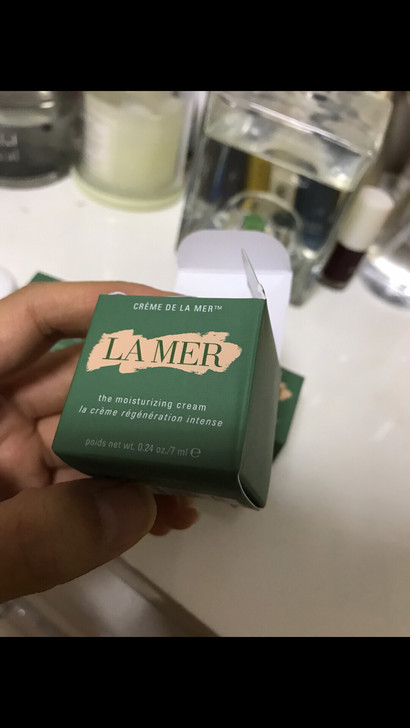 CRÈME DE LA MER™
LA MER
the moisturizing cream
la crème régénération intense
poids net wt. 0.24 oz./7 ml ℮